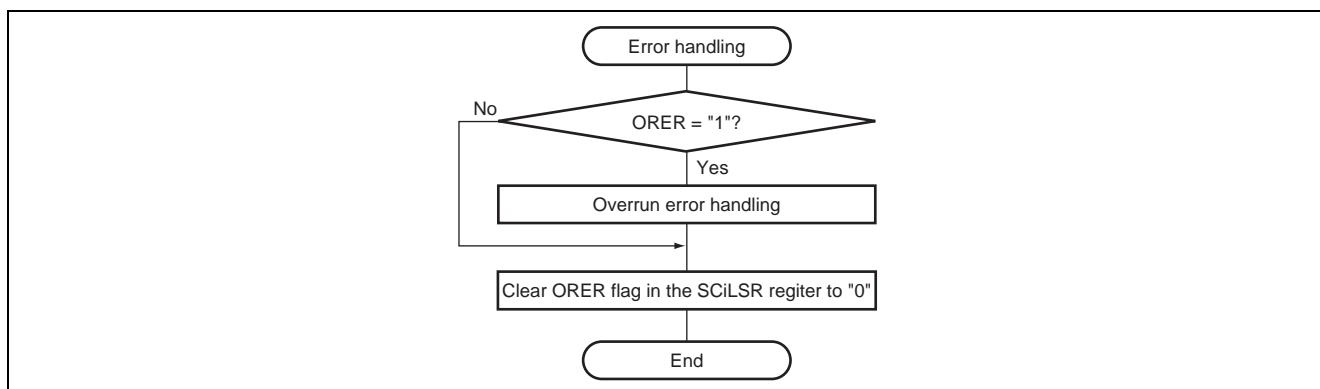 Error handling
No
ORER = "1"?
Yes
Overrun error handling
Clear ORER flag in the SCiLSR regiter to "0"
End